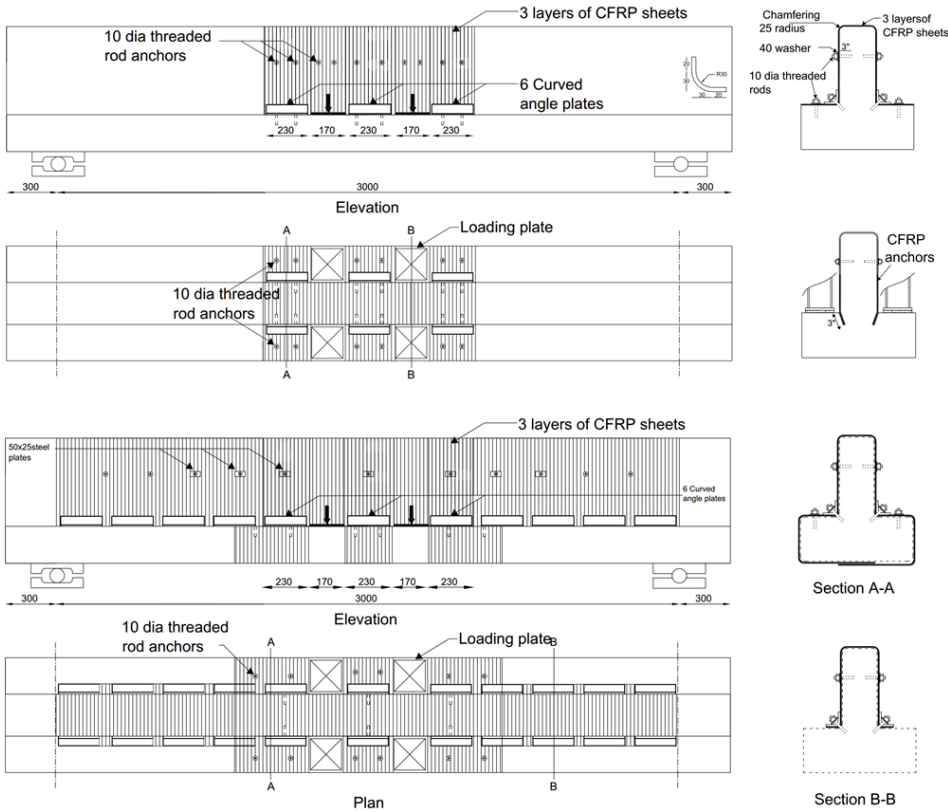 3 layers of CFRP sheets
10 dia threaded
rod anchors
6 Curved
angle plates
R30
30 20
230 170 230 170 230
300 3000 300
Elevation
Chamfering
25 radius
3 layersof
CFRP sheets
40 washer
3"
10 dia threaded
rods
A B
Loading plate
10 dia threaded
rod anchors
A B
CFRP
anchors
3"
3 layers of CFRP sheets
50x25steel
plates
6 Curved
angle plates
230 170 230 170 230
300 3000 300
Elevation
Section A-A
10 dia threaded
rod anchors
A B
Loading plate
A B
Plan
Section B-B